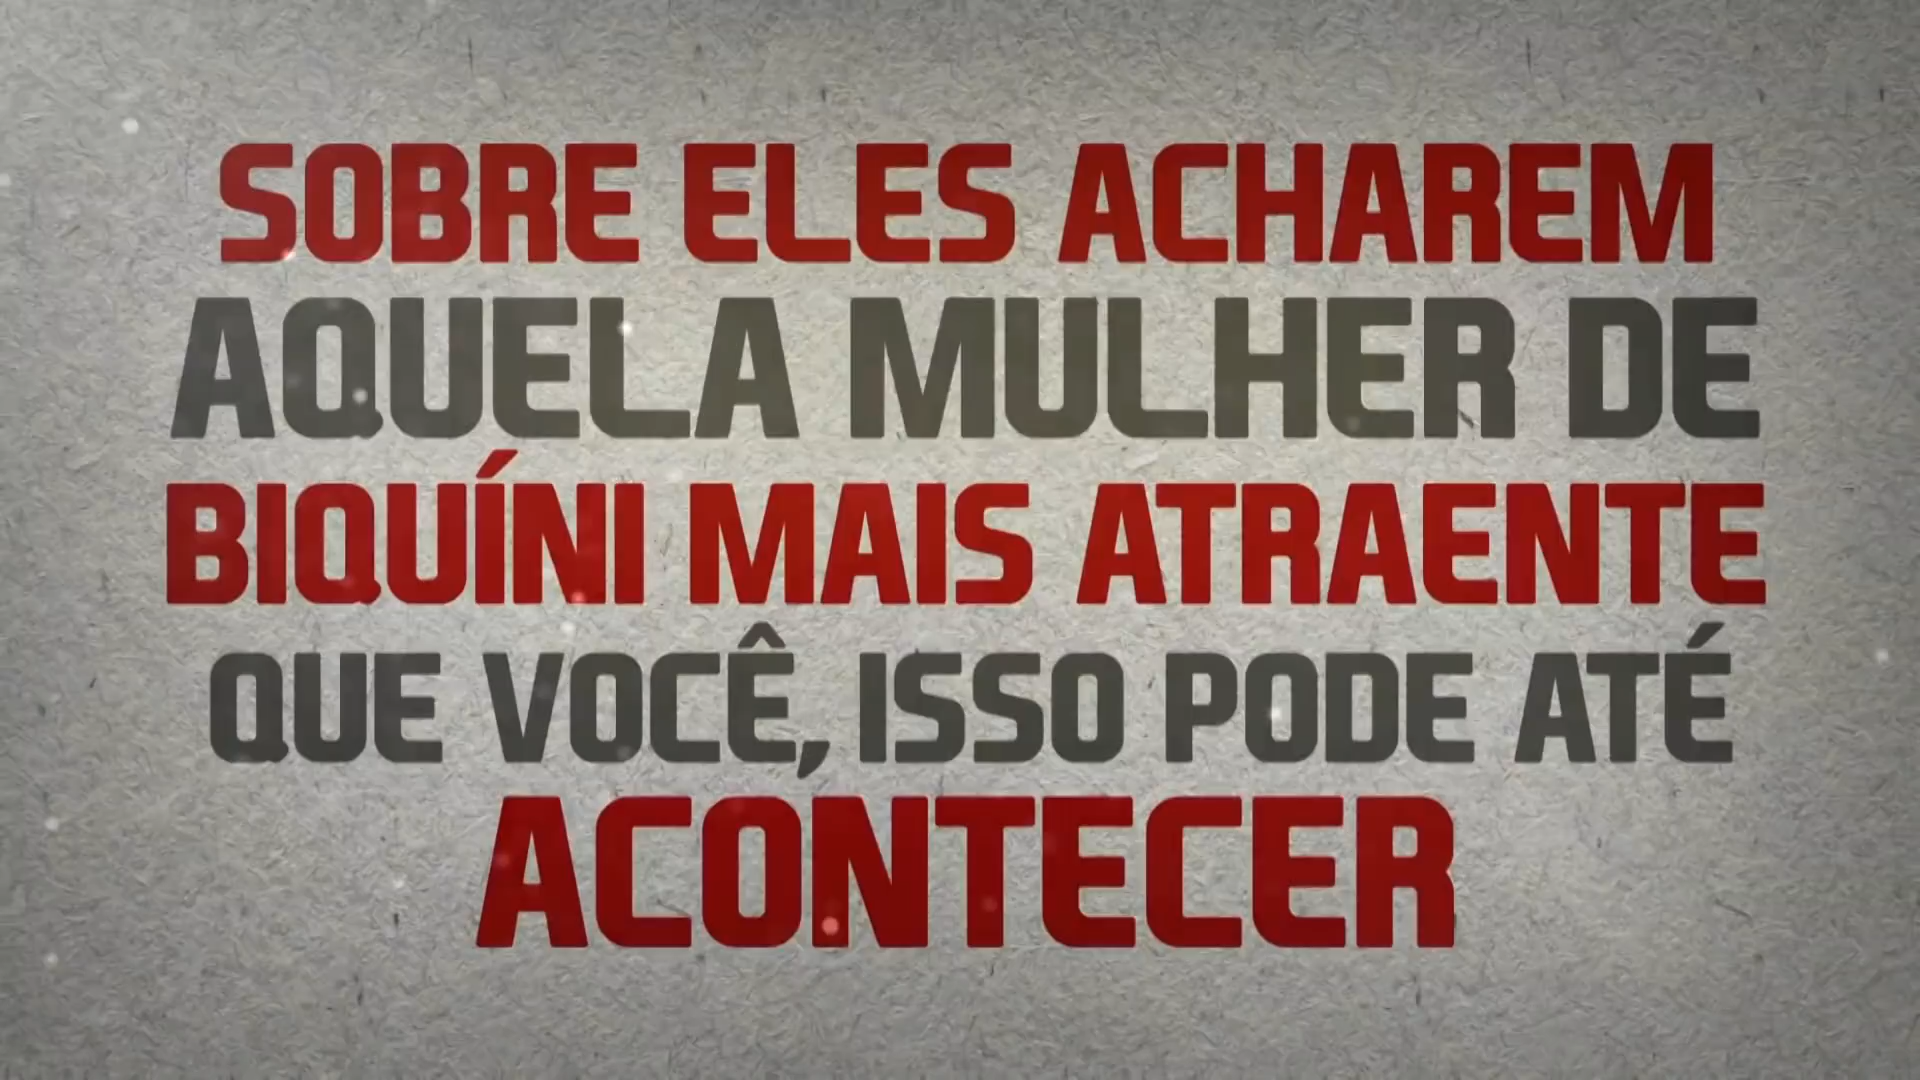 SOBRE ELES ACHAREM
AQUELA MULHER DE
BIQUÍNI MAIS ATRAENTE
QUE VOCÊ, ISSO PODE ATÉ
ACONTECER